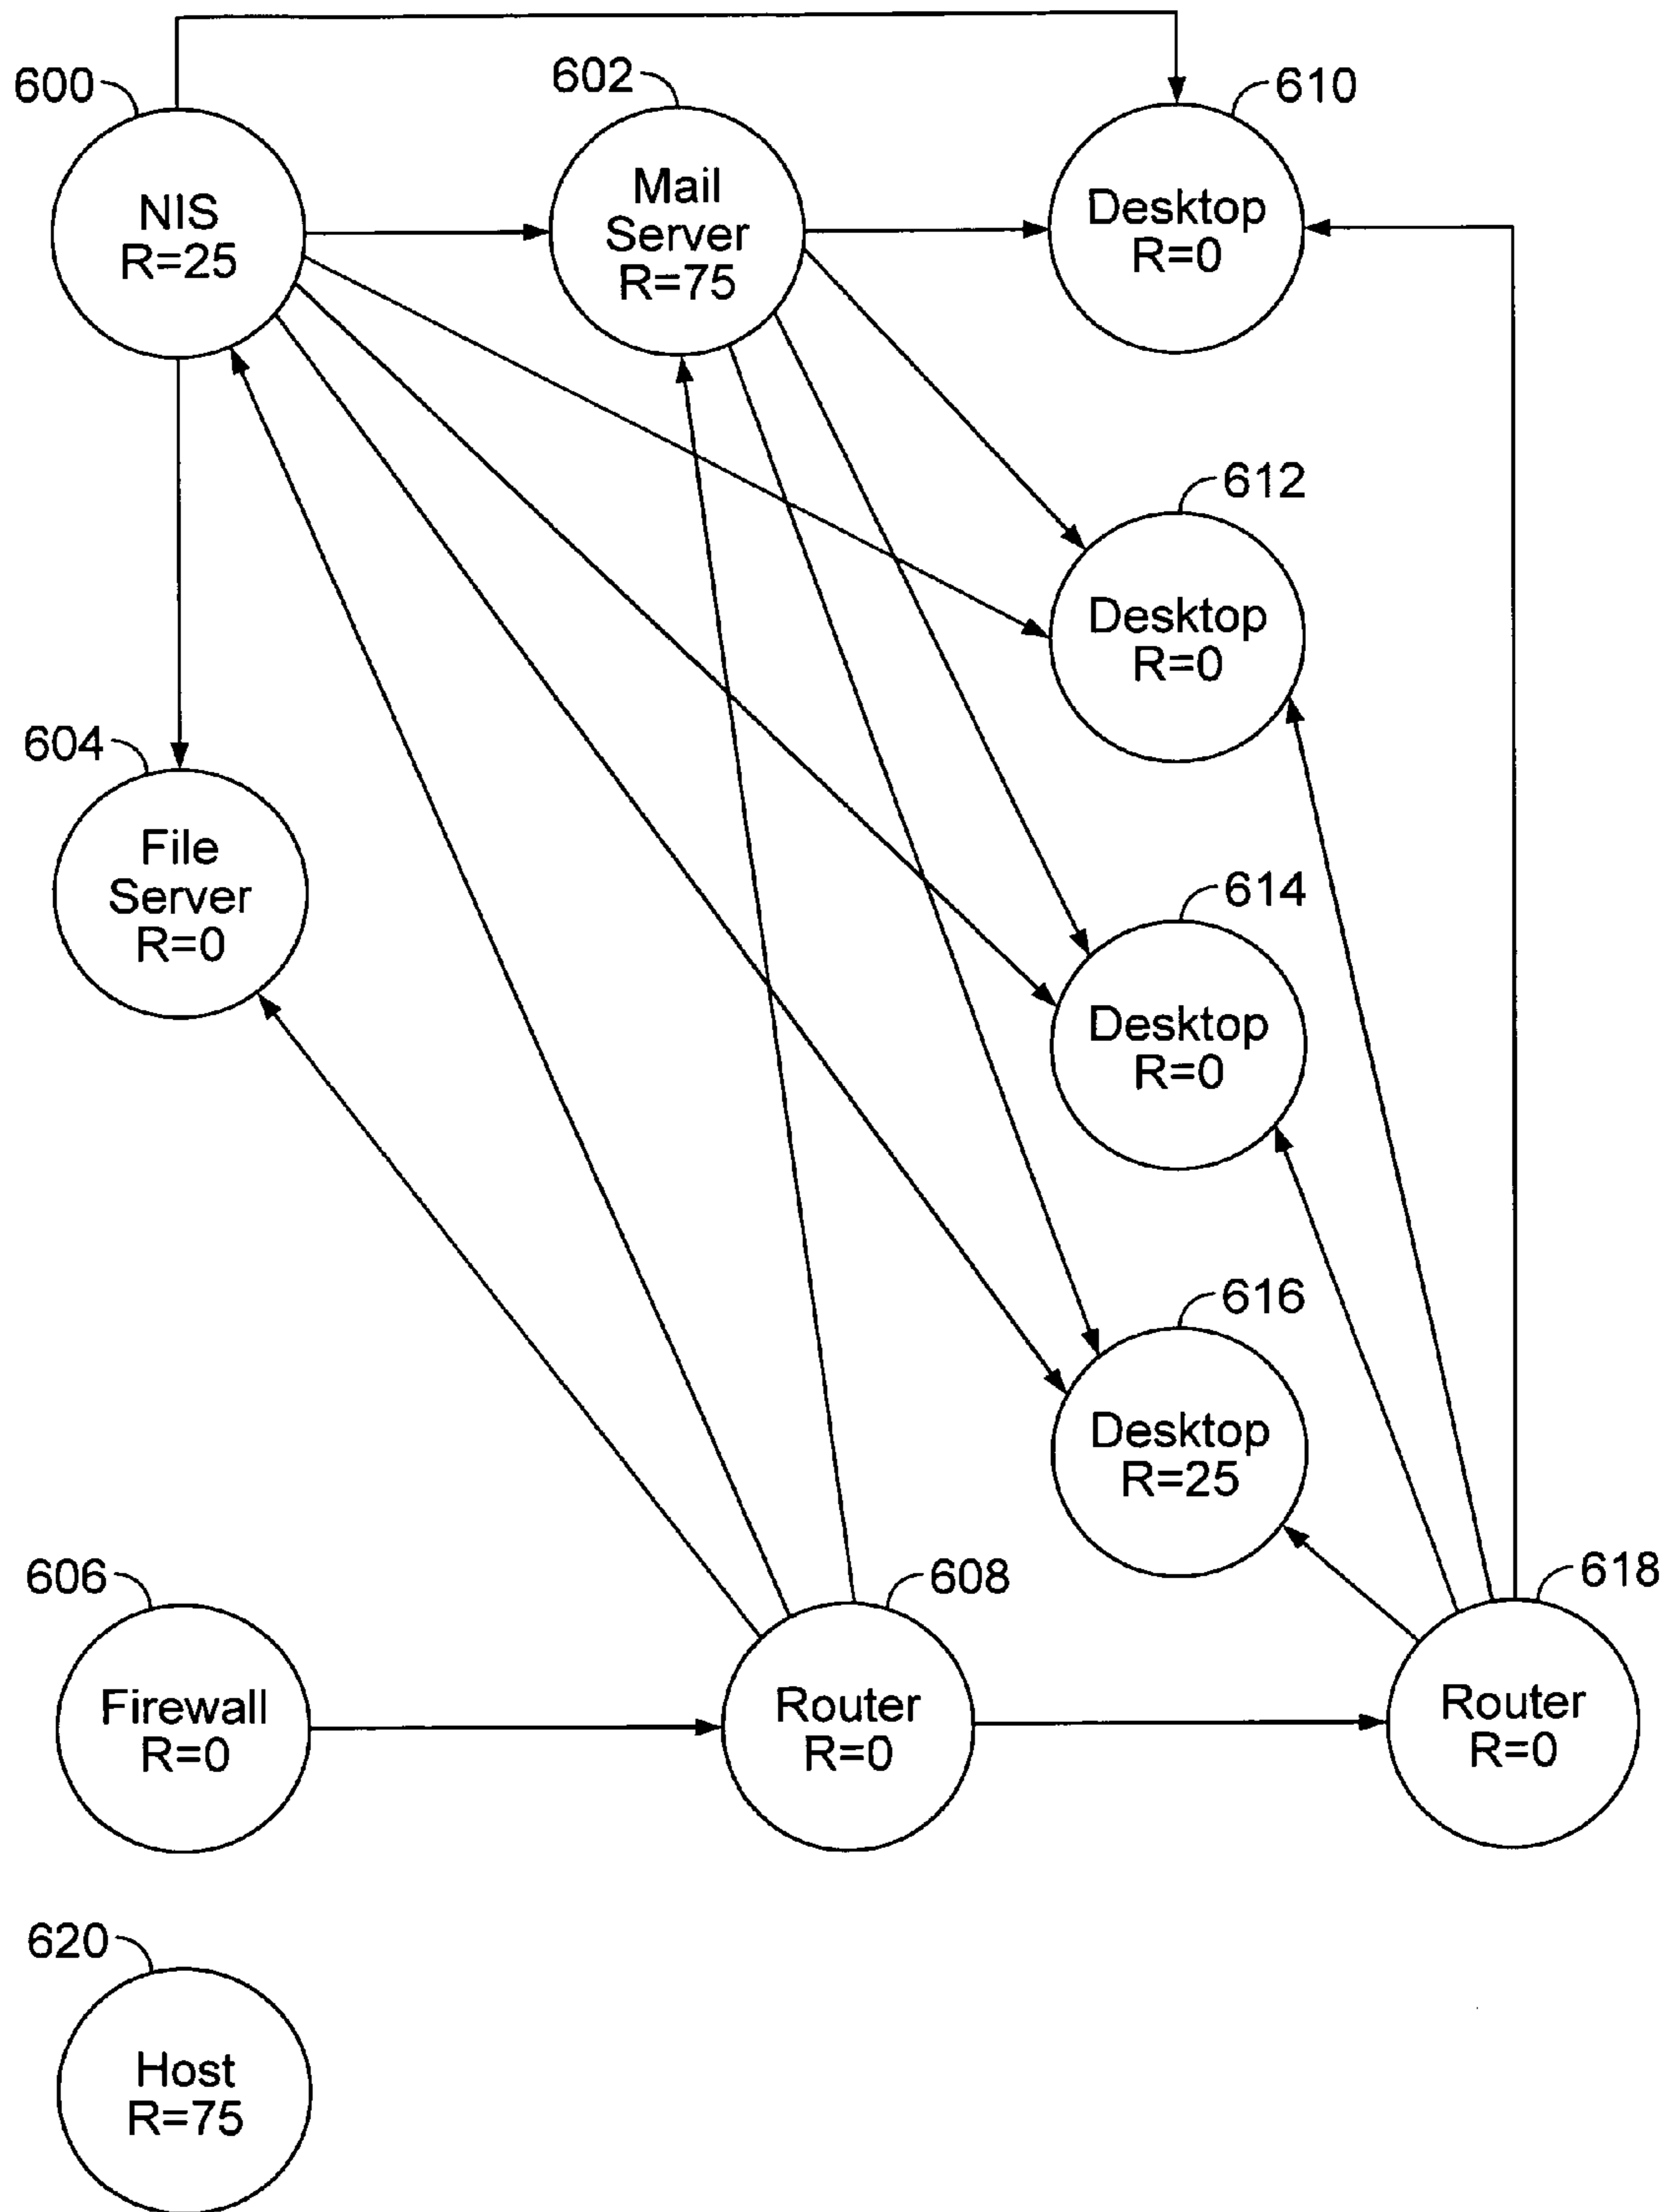 600
602
610
NIS
R=25
Mail
Server
R=75
Desktop
R=0
612
Desktop
R=0
604
File
Server
R=0
614
Desktop
R=0
616
Desktop
R=25
606
Firewall
R=0
608
Router
R=0
618
Router
R=0
620
Host
R=75